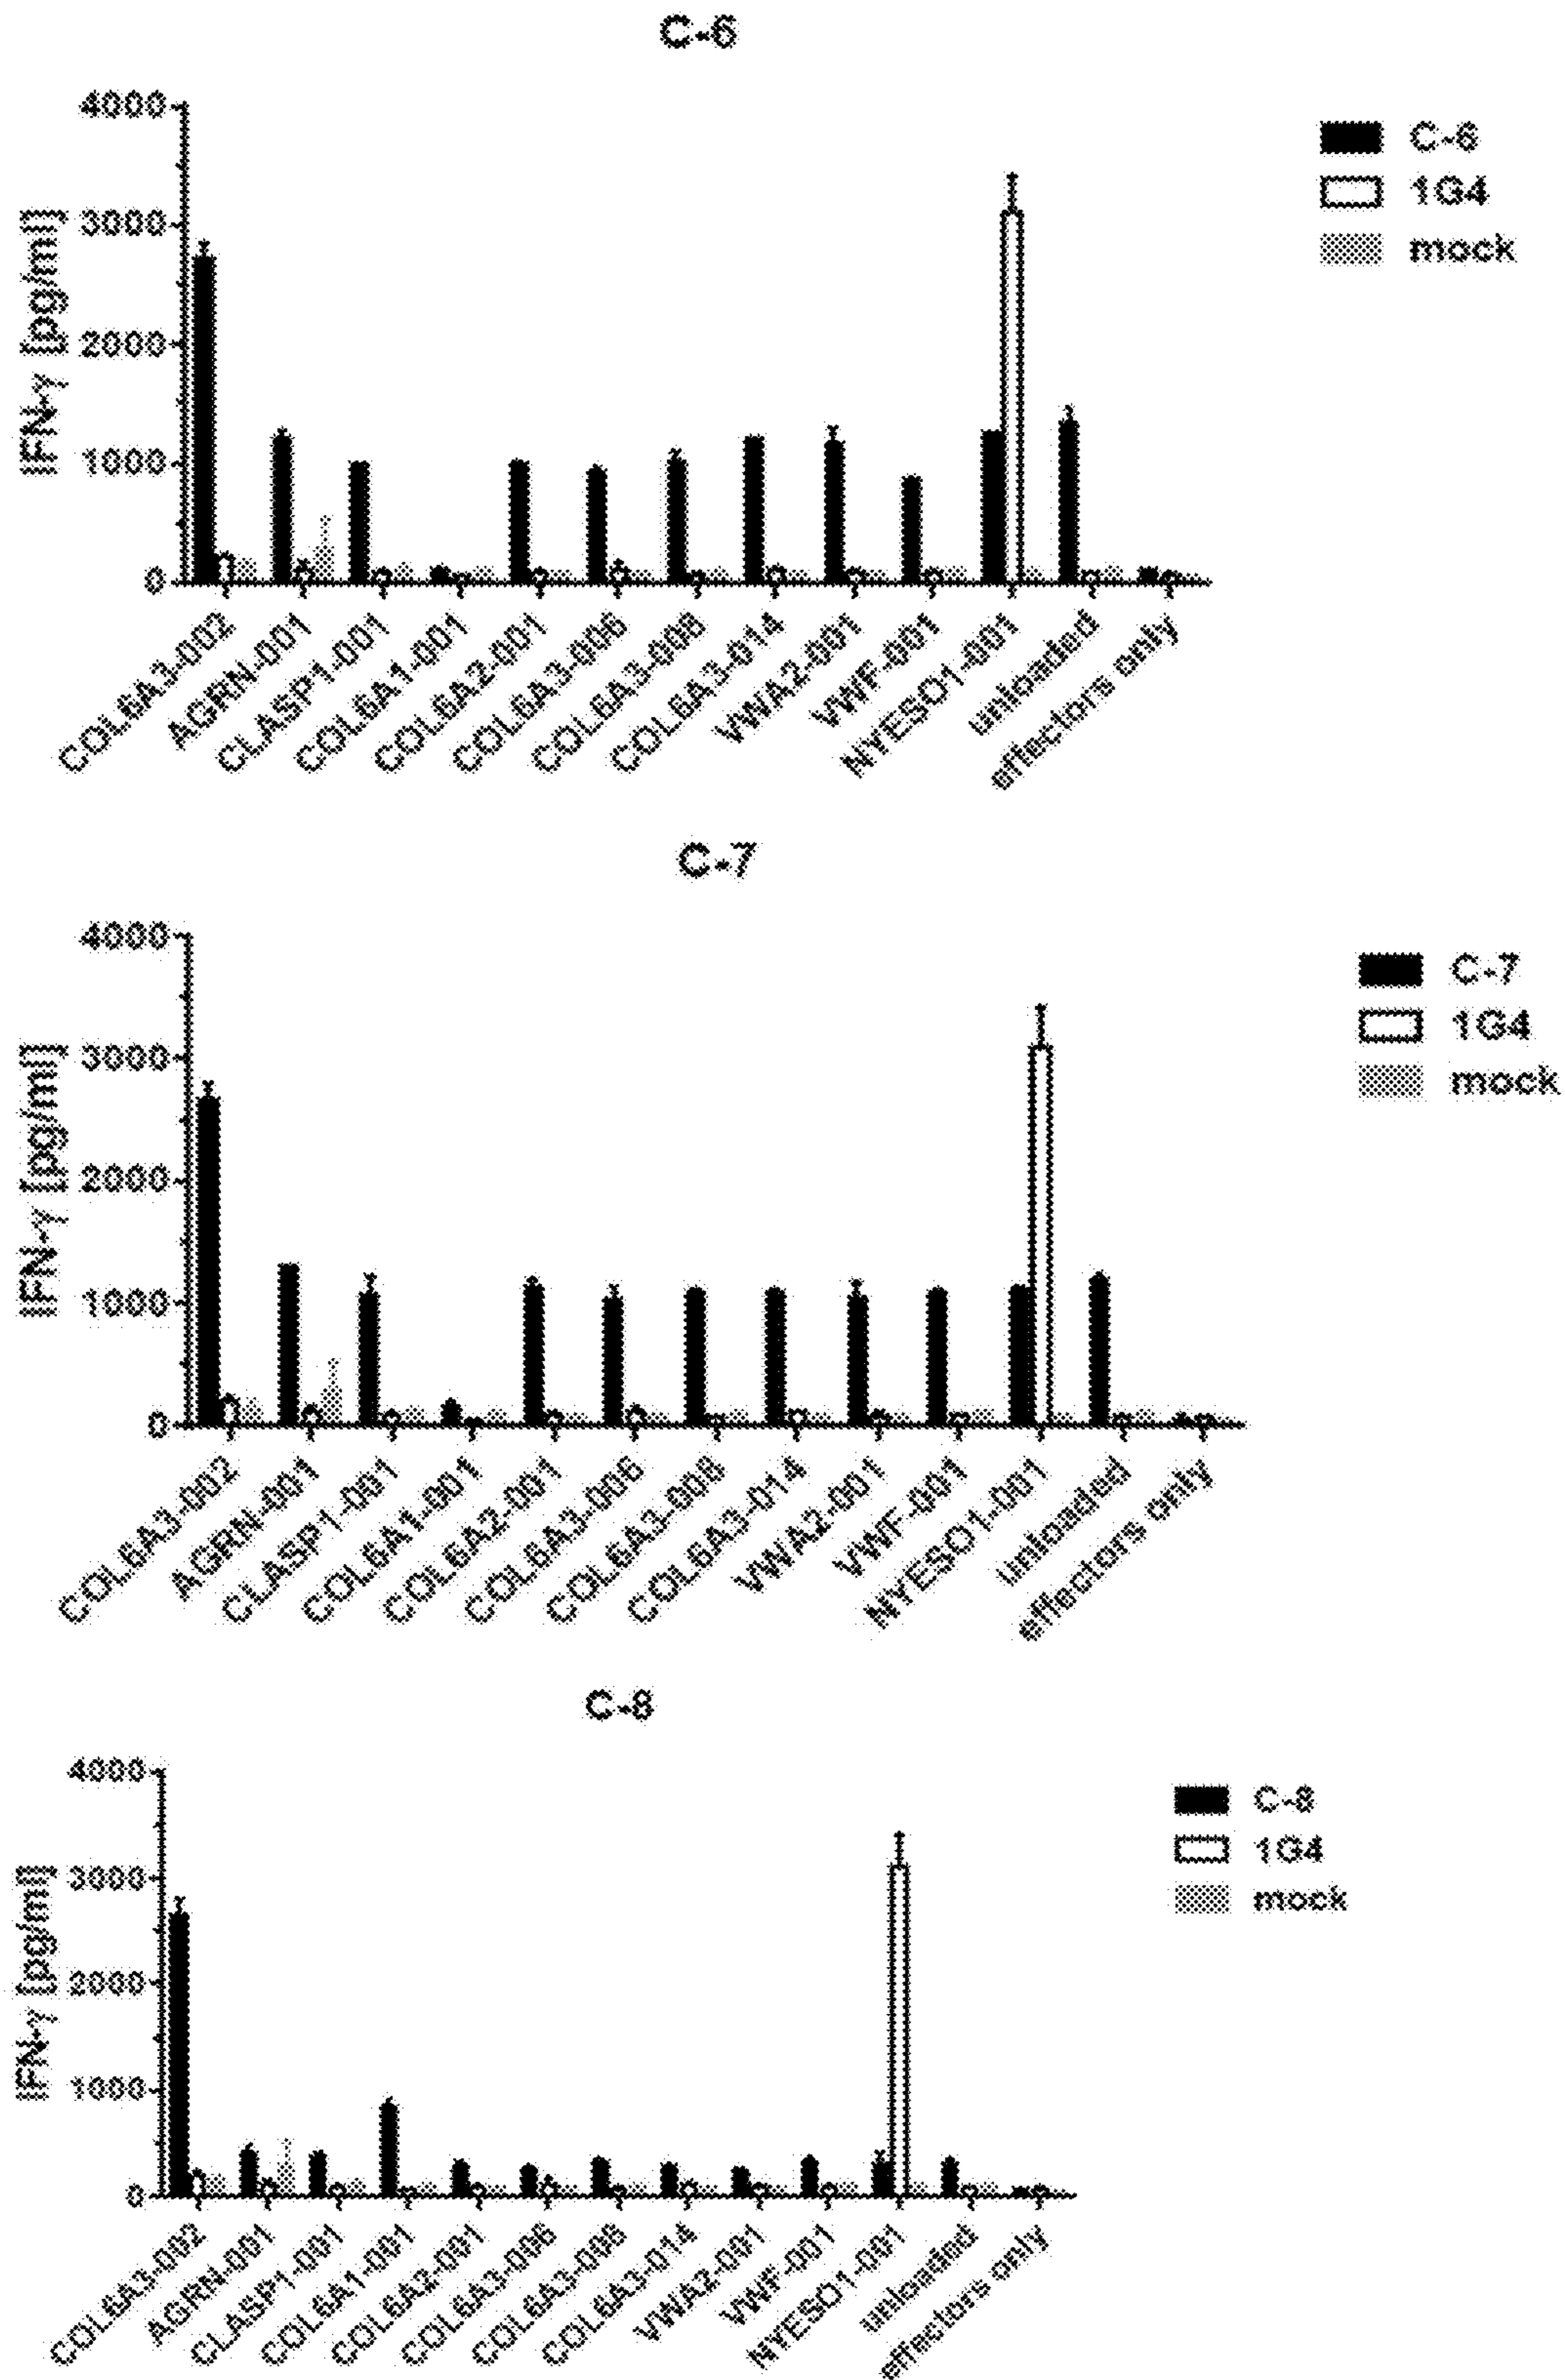 C-6
4000
3000
2000
1000
0
IFN-γ [pg/ml]
C-6
1G4
mock
COL6A3-002
AGRN-001
CLASP1-001
COL6A1-001
COL6A2-001
COL6A3-006
COL6A3-008
COL6A3-014
VWA2-001
VWF-001
NYESO1-001
unloaded
effectors only
C-7
4000
3000
2000
1000
0
IFN-γ [pg/ml]
C-7
1G4
mock
COL6A3-002
AGRN-001
CLASP1-001
COL6A1-001
COL6A2-001
COL6A3-006
COL6A3-008
COL6A3-014
VWA2-001
VWF-001
NYESO1-001
unloaded
effectors only
C-8
4000
3000
2000
1000
0
IFN-γ [pg/ml]
C-8
1G4
mock
COL6A3-002
AGRN-001
CLASP1-001
COL6A1-001
COL6A2-001
COL6A3-006
COL6A3-008
COL6A3-014
VWA2-001
VWF-001
NYESO1-001
unloaded
effectors only